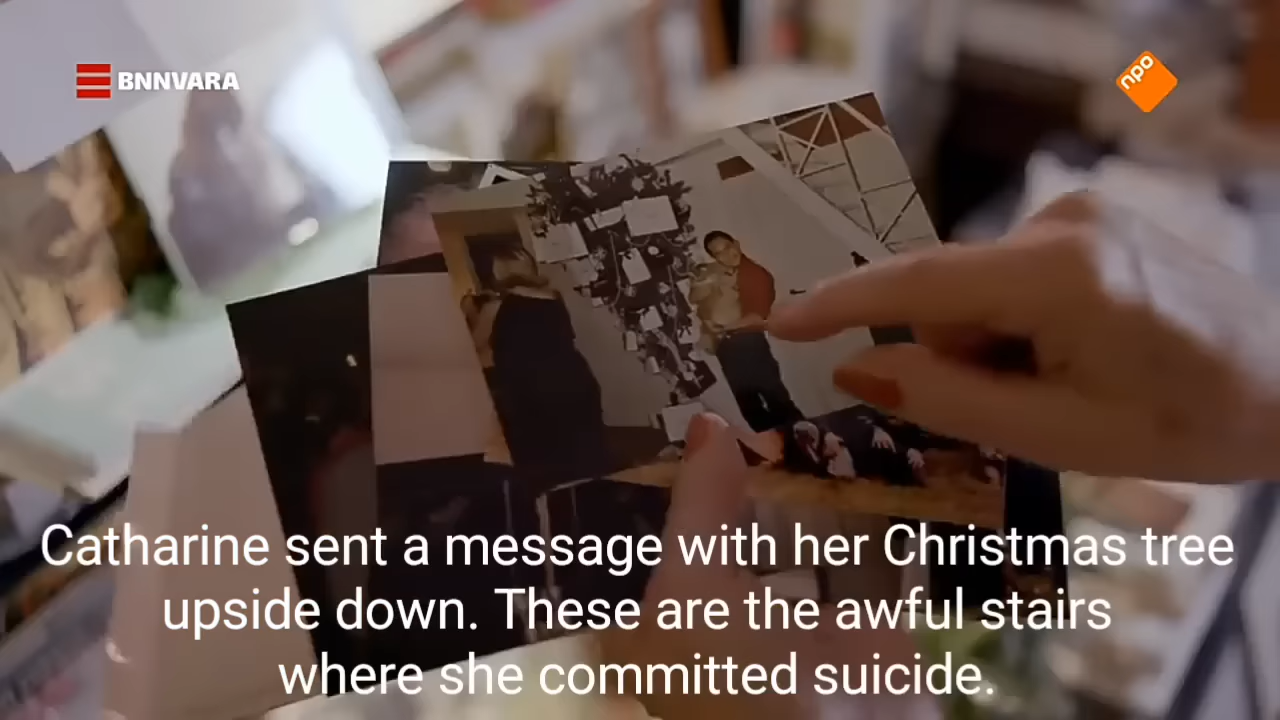 BNNVARA
npo
Catharine sent a message with her Christmas tree
upside down. These are the awful stairs
where she committed suicide.